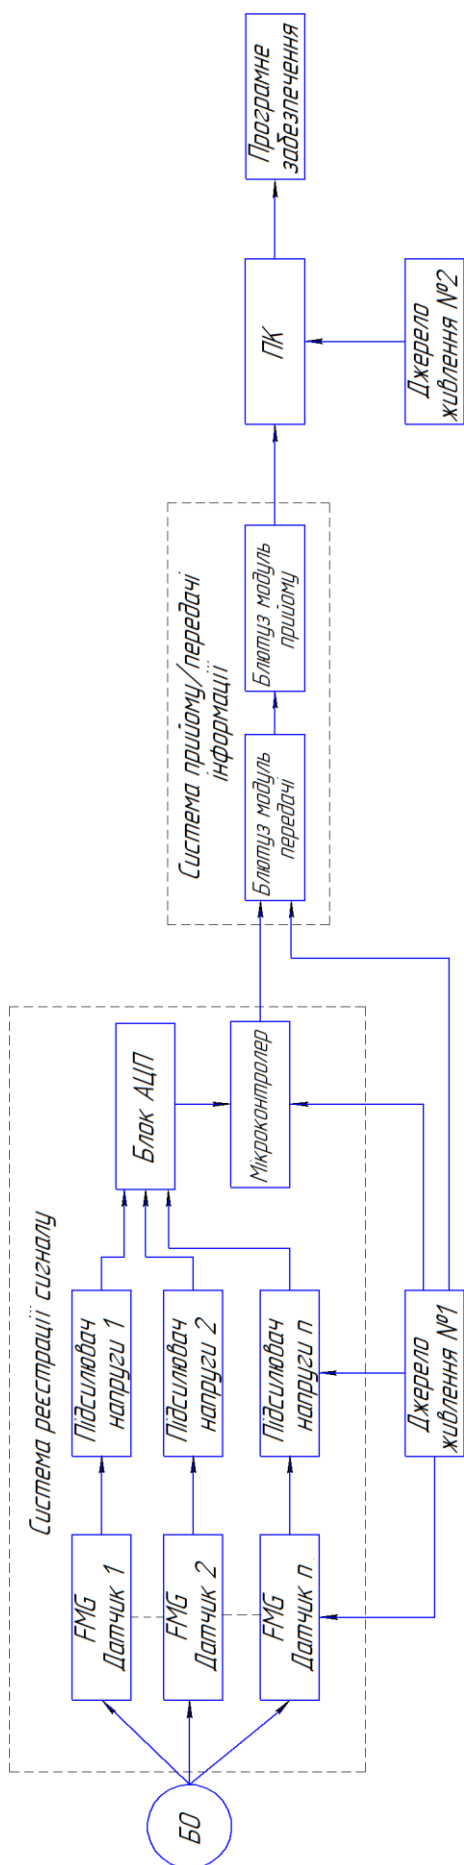 БО
Система реєстрації сигналу
FMG
Датчик 1
FMG
Датчик 2
FMG
Датчик n
Підсилювач
напруги 1
Підсилювач
напруги 2
Підсилювач
напруги n
Блок АЦП
Мікроконтролер
Джерело
живлення №1
Система прийому/передачі
інформації
Блютуз модуль
передачі
Блютуз модуль
прийому
ПК
Джерело
живлення №2
Програмне
забезпечення